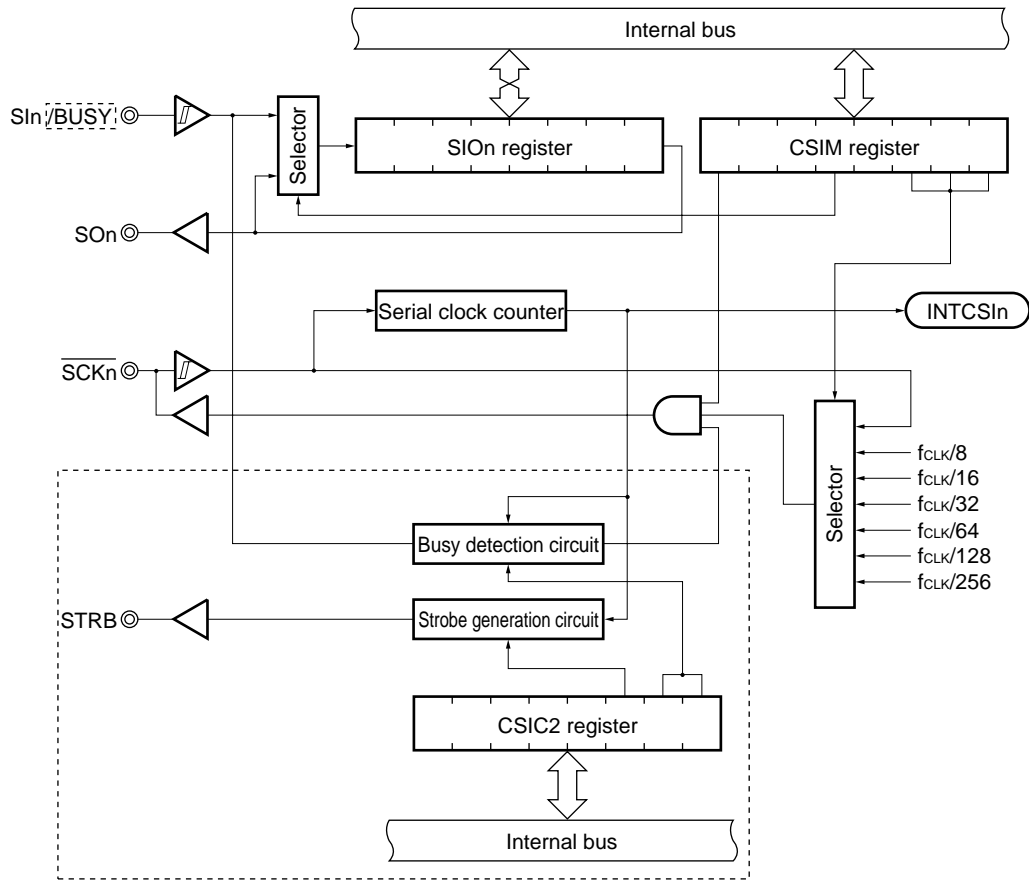 Internal bus
SIn/BUSY
Selector
SIOn register
CSIM register
SOn
Serial clock counter
INTCSIn
SCKn
Selector
fCLK/8
fCLK/16
fCLK/32
fCLK/64
fCLK/128
fCLK/256
Busy detection circuit
STRB
Strobe generation circuit
CSIC2 register
Internal bus